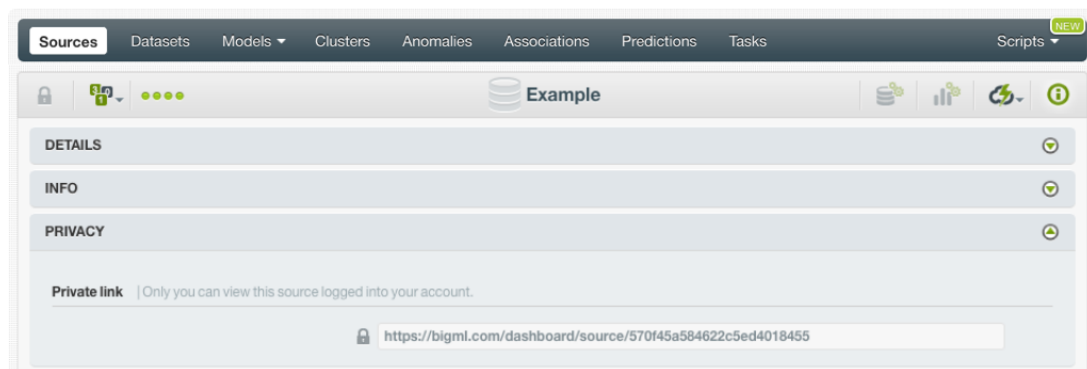 NEW
Sources Datasets Models Clusters Anomalies Associations Predictions Tasks Scripts
Example
DETAILS
INFO
PRIVACY
Private link | Only you can view this source logged into your account.
https://bigml.com/dashboard/source/570f45a584622c5ed4018455